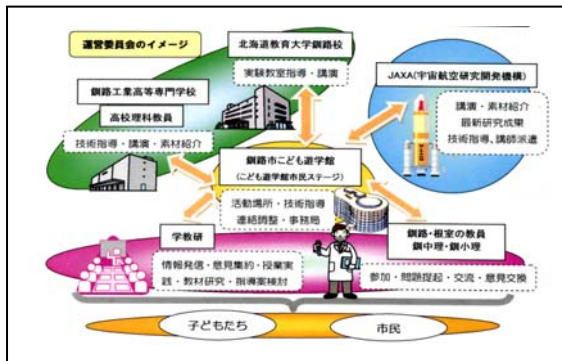 運営委員会のイメージ
北海道教育大学釧路校
実験教室指導・講演
釧路工業高等専門学校
高校理科教員
技術指導・講演・素材紹介
JAXA(宇宙航空研究開発機構)
講演・素材紹介
最新研究成果
技術指導、講師派遣
釧路市こども遊学館
(こども遊学館市民ステージ)
活動場所・技術指導
連絡調整・事務局
学教研
情報発信・意見集約・授業実
践・教材研究・指導案検討
釧路・根室の教員
釧中理・釧小理
参加・問題提起・交流・意見交換
子どもたち
市民